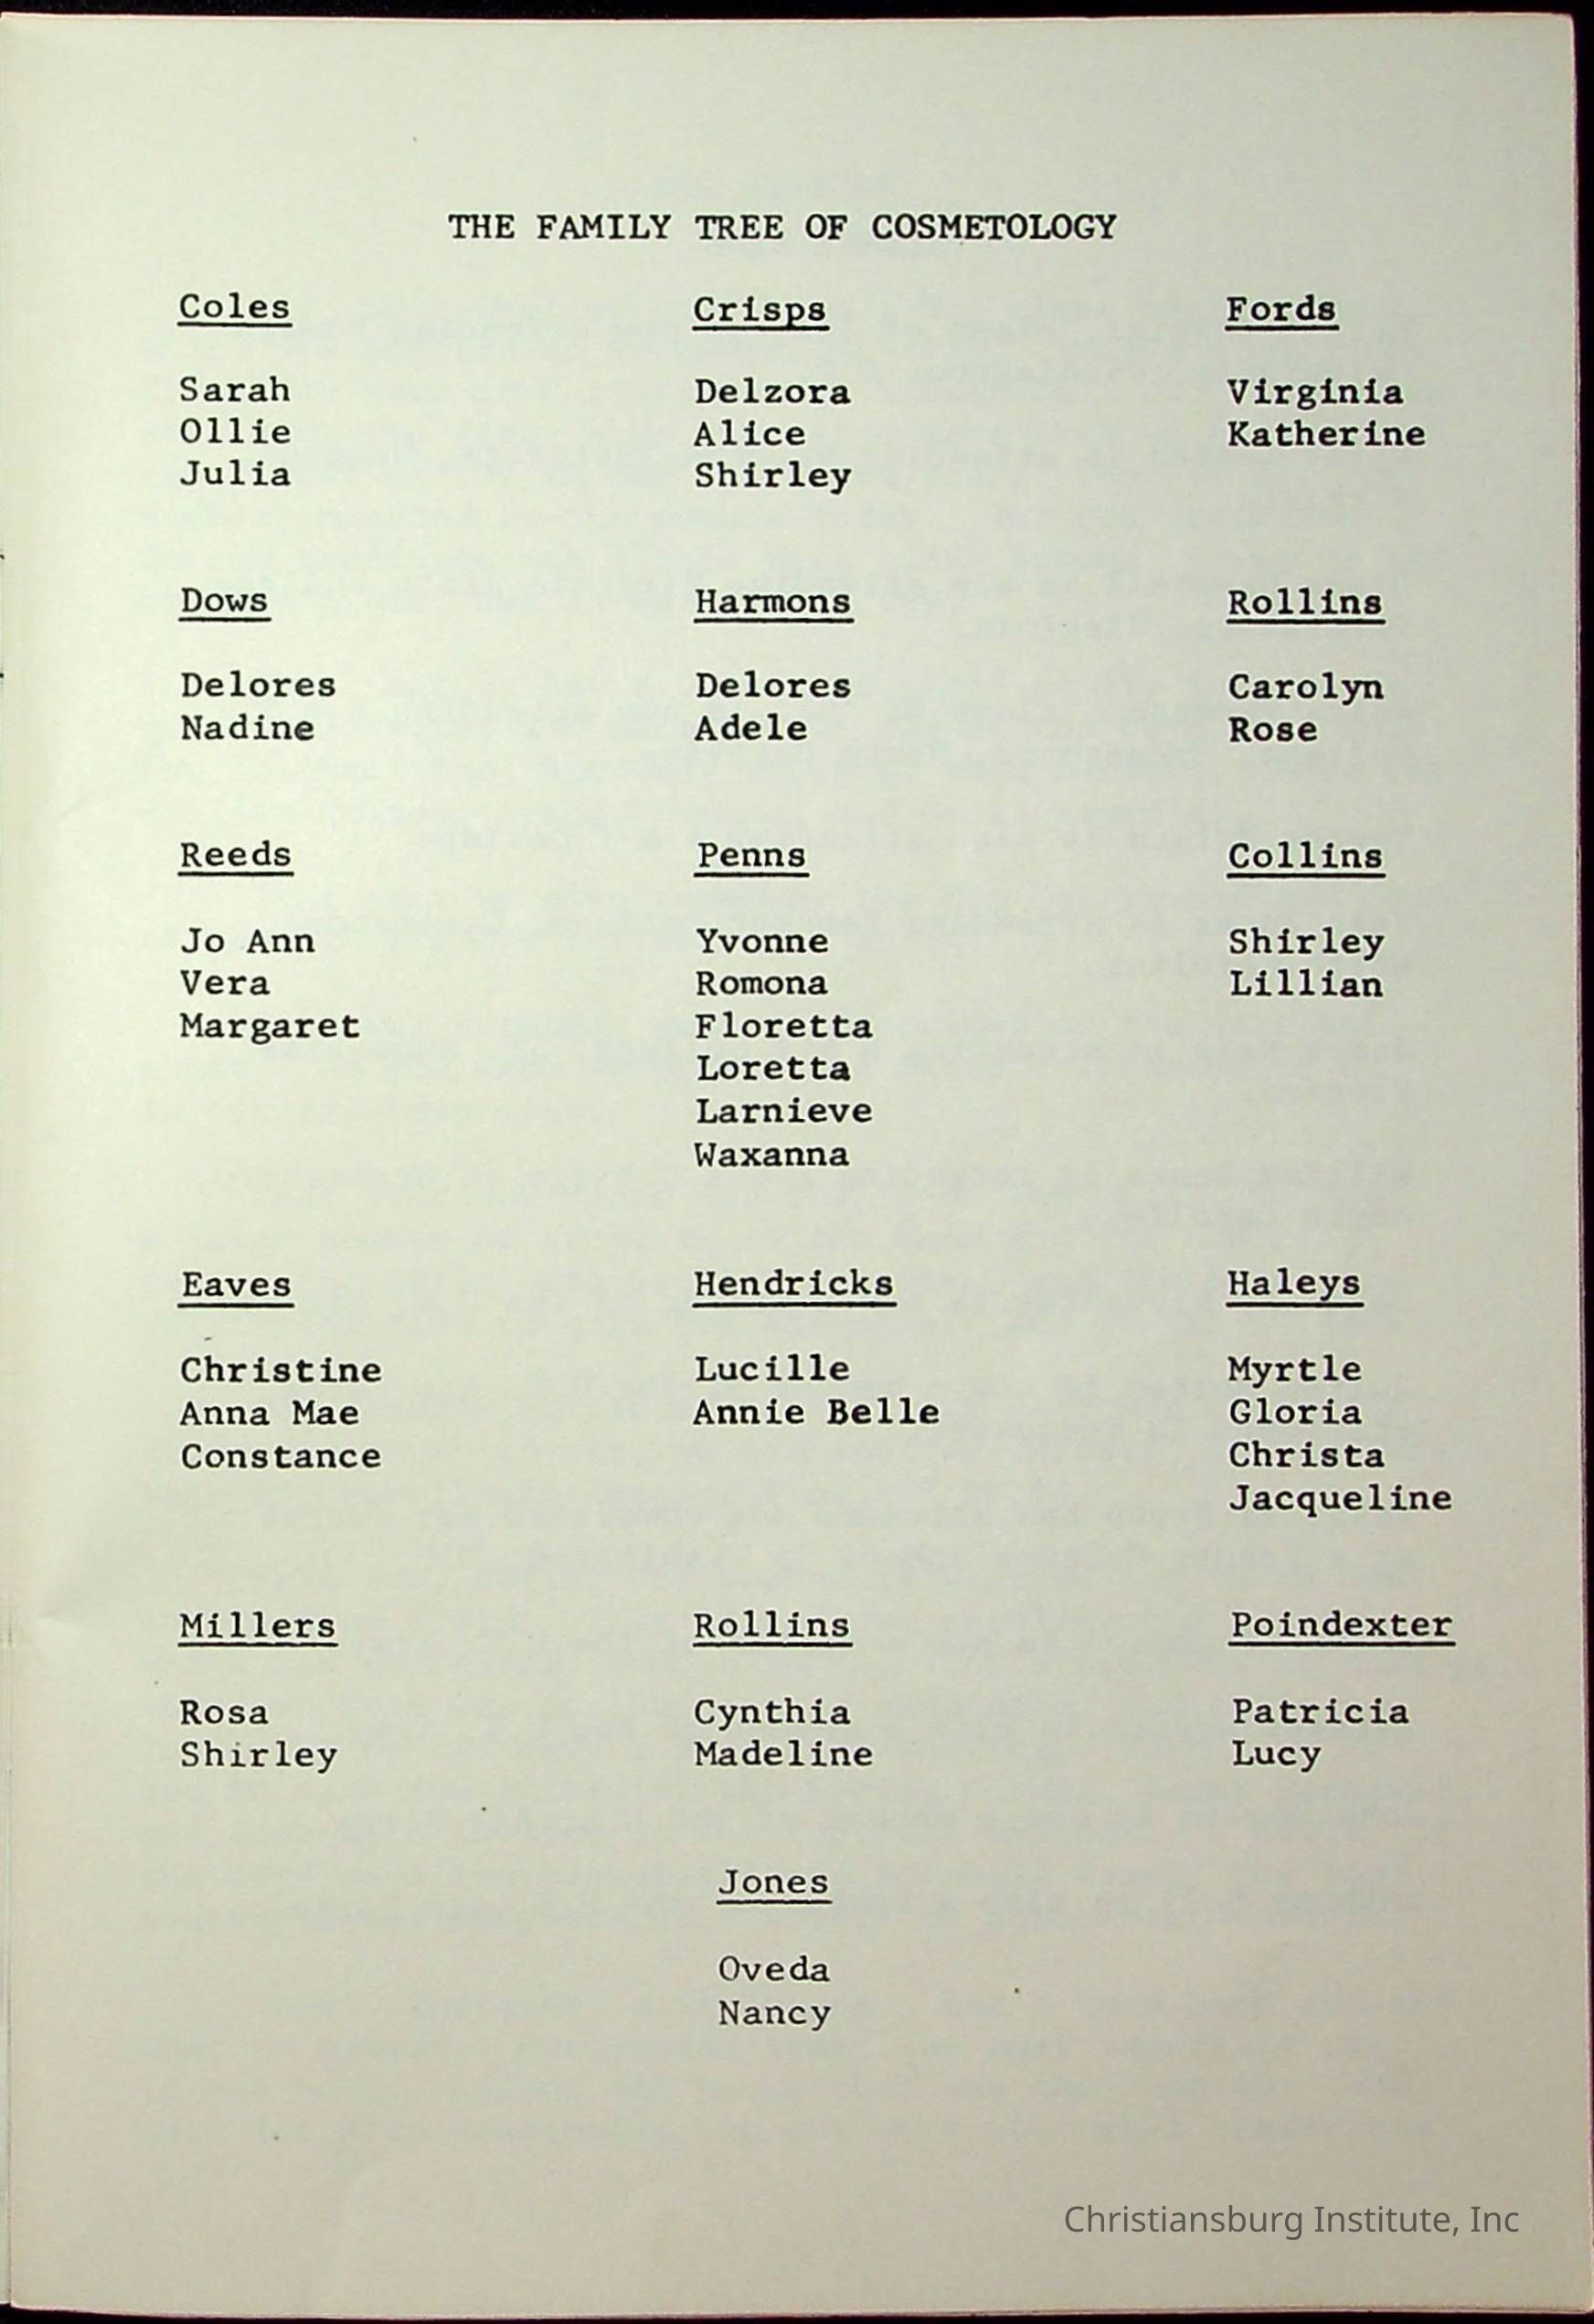 THE FAMILY TREE OF COSMETOLOGY
Coles Crisps Fords
Sarah Delzora Virginia
Ollie Alice Katherine
Julia Shirley
Dows Harmons Rollins
Delores Delores Carolyn
Nadine Adele Rose
Reeds Penns Collins
Jo Ann Yvonne Shirley
Vera Romona Lillian
Margaret Floretta
Loretta
Larnieve
Waxanna
Eaves Hendricks Haleys
Christine Lucille Myrtle
Anna Mae Annie Belle Gloria
Constance Christa
Jacqueline
Millers Rollins Poindexter
Rosa Cynthia Patricia
Shirley Madeline Lucy
Jones
Oveda
Nancy
Christiansburg Institute, Inc